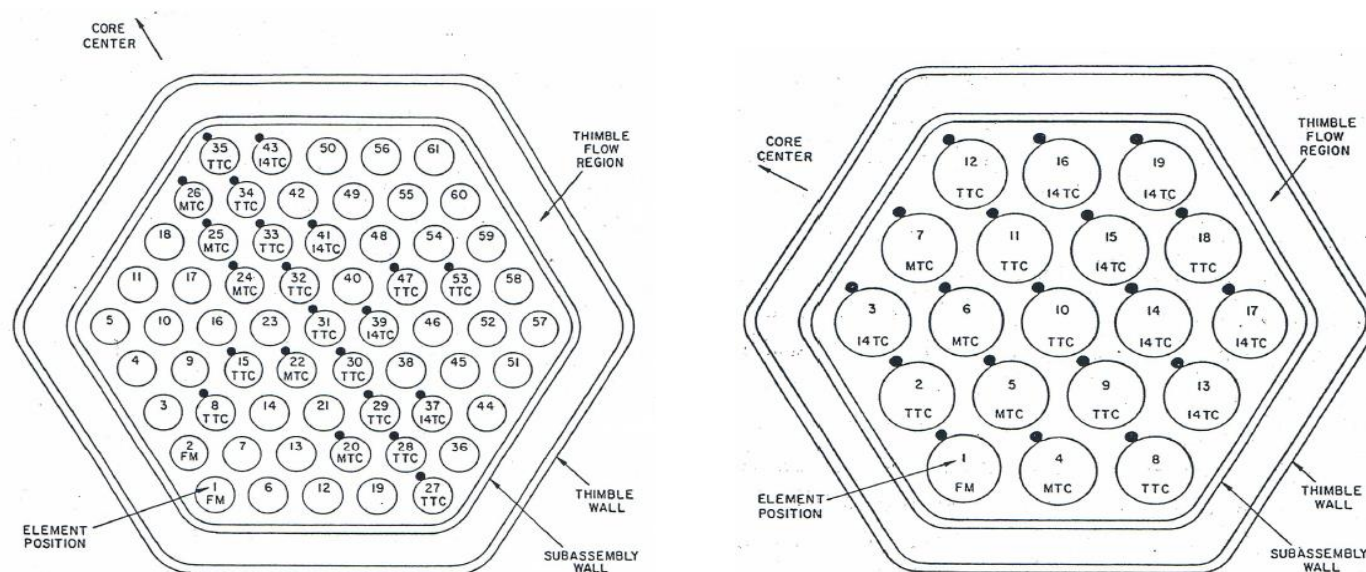 CORE
CENTER
35
TTC
43
14TC
50
56
61
THIMBLE
FLOW
REGION
26
MTC
34
TTC
42
49
55
60
18
25
MTC
33
TTC
41
14TC
48
54
59
11
17
24
MTC
32
TTC
40
47
TTC
53
TTC
58
5
10
16
23
31
TTC
39
14TC
46
52
57
4
9
15
TTC
22
MTC
30
TTC
38
45
51
3
8
TTC
14
21
29
TTC
37
14TC
44
2
FM
7
13
20
MTC
28
TTC
36
1
FM
6
12
19
27
TTC
THIMBLE
WALL
ELEMENT
POSITION
SUBASSEMBLY
WALL
CORE
CENTER
12
TTC
16
14TC
19
14TC
THIMBLE
FLOW
REGION
7
MTC
11
TTC
15
14TC
18
TTC
3
14TC
6
MTC
10
TTC
14
14TC
17
14TC
2
TTC
5
MTC
9
TTC
13
14TC
1
FM
4
MTC
8
TTC
ELEMENT
POSITION
THIMBLE
WALL
SUBASSEMBLY
WALL